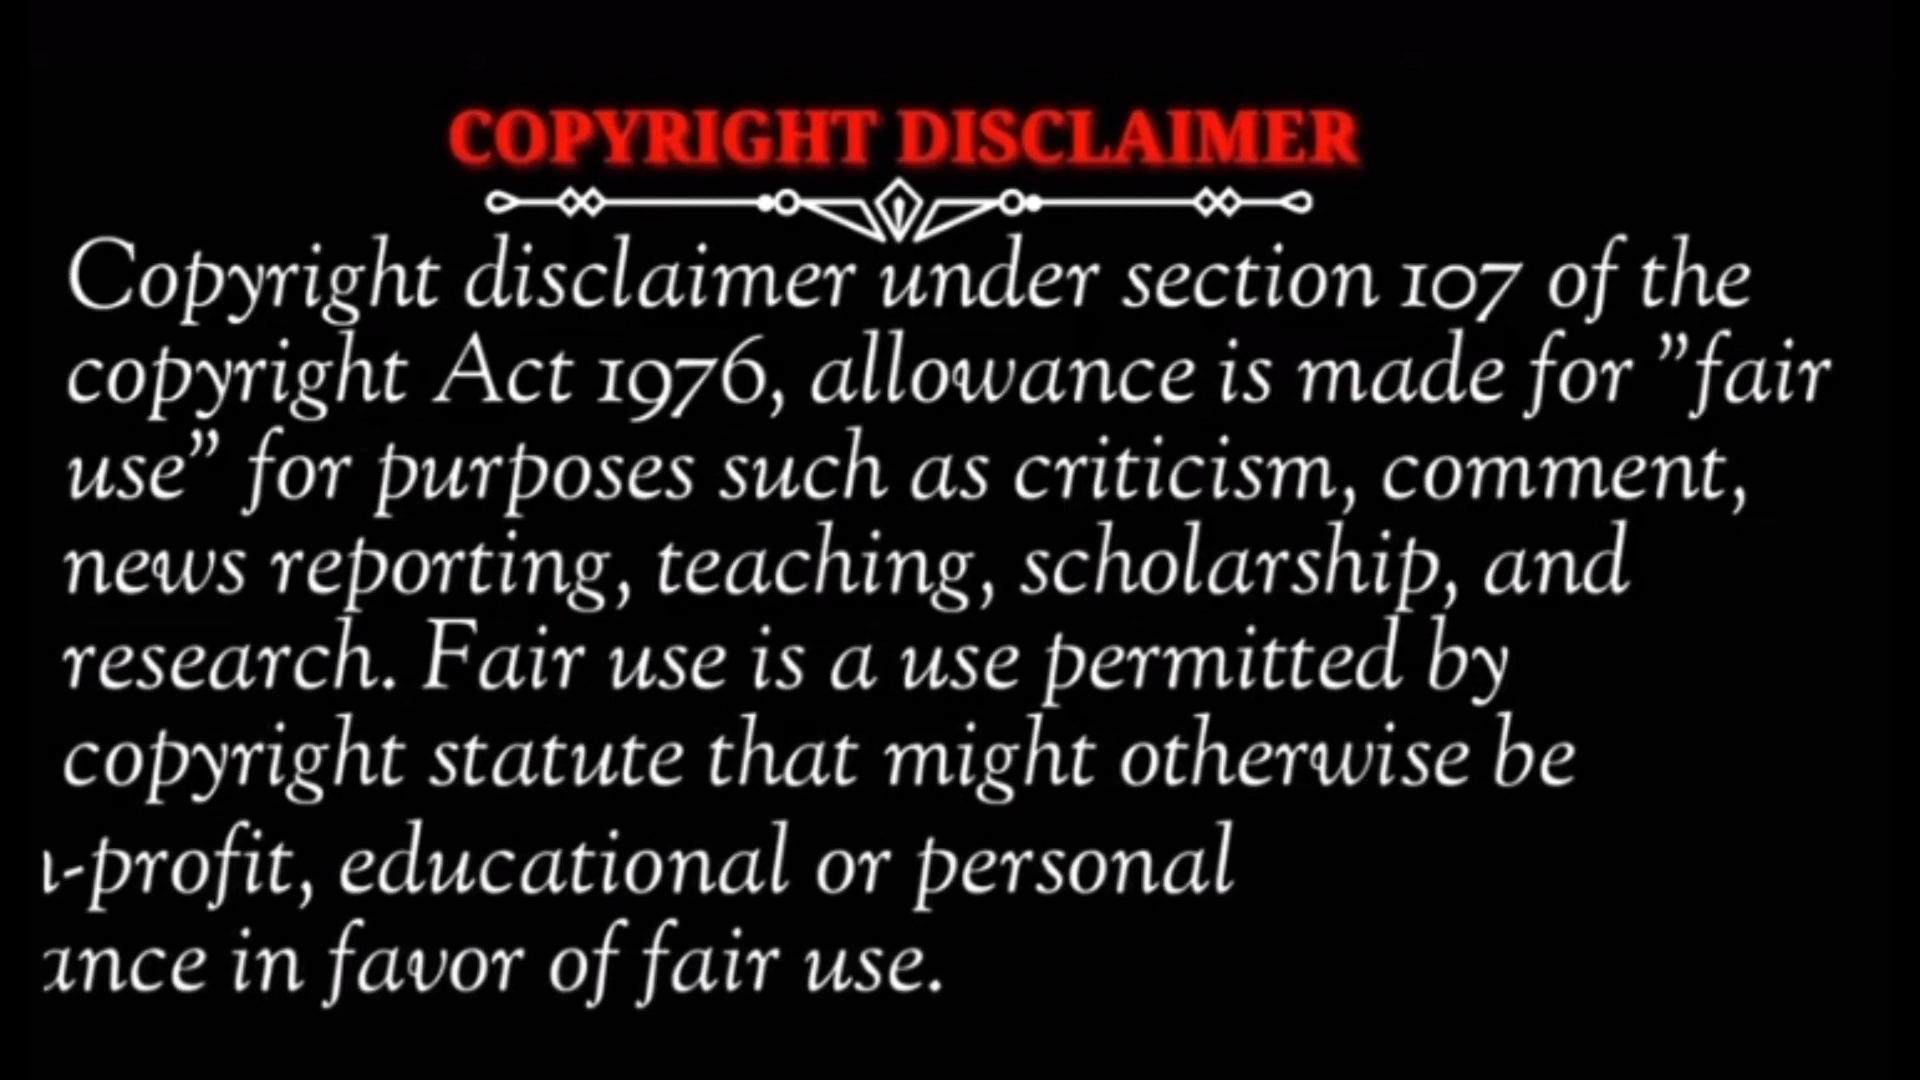 COPYRIGHT DISCLAIMER
Copyright disclaimer under section 107 of the
copyright Act 1976, allowance is made for ”fair
use” for purposes such as criticism, comment,
news reporting, teaching, scholarship, and
research. Fair use is a use permitted by
copyright statute that might otherwise be
-profit, educational or personal
ance in favor of fair use.